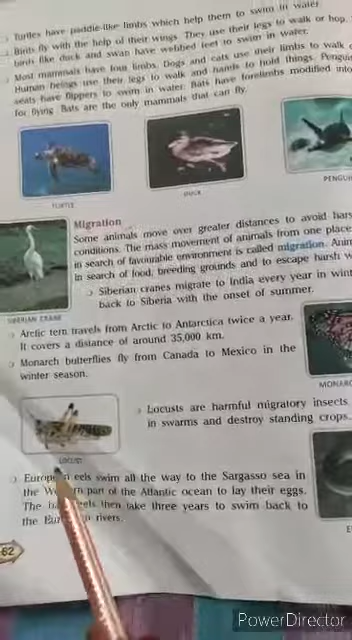 Turtles have paddle-like limbs which help them to swim in water.
Birds fly with the help of their wings. They use their legs to walk or hop.
birds like duck and swan have webbed feet to swim in water.
Most mammals have four limbs. Dogs and cats use their limbs to walk
Human beings use their legs to walk and hands to hold things.
seals have flippers to swim in water. Bats have forelimbs modified into
for flying. Bats are the only mammals that can fly.
TURTLE
DUCK
PENGUI
Migration
Some animals move over greater distances to avoid hars
conditions. The mass movement of animals from one place
in search of favourable environment is called migration. Anim
in search of food, breeding grounds and to escape harsh w
Siberian cranes migrate to India every year in wint
back to Siberia with the onset of summer.
SIBERIAN CRANE
Arctic tern travels from Arctic to Antarctica twice a year.
It covers a distance of around 35,000 km.
Monarch butterflies fly from Canada to Mexico in the
winter season.
MONARC
Locusts are harmful migratory insects
in swarms and destroy standing crops.
LOCUST
eels swim all the way to the Sargasso sea in
the part of the Atlantic ocean to lay their eggs.
The eels then take three years to swim back to
the rivers.
62
PowerDirector